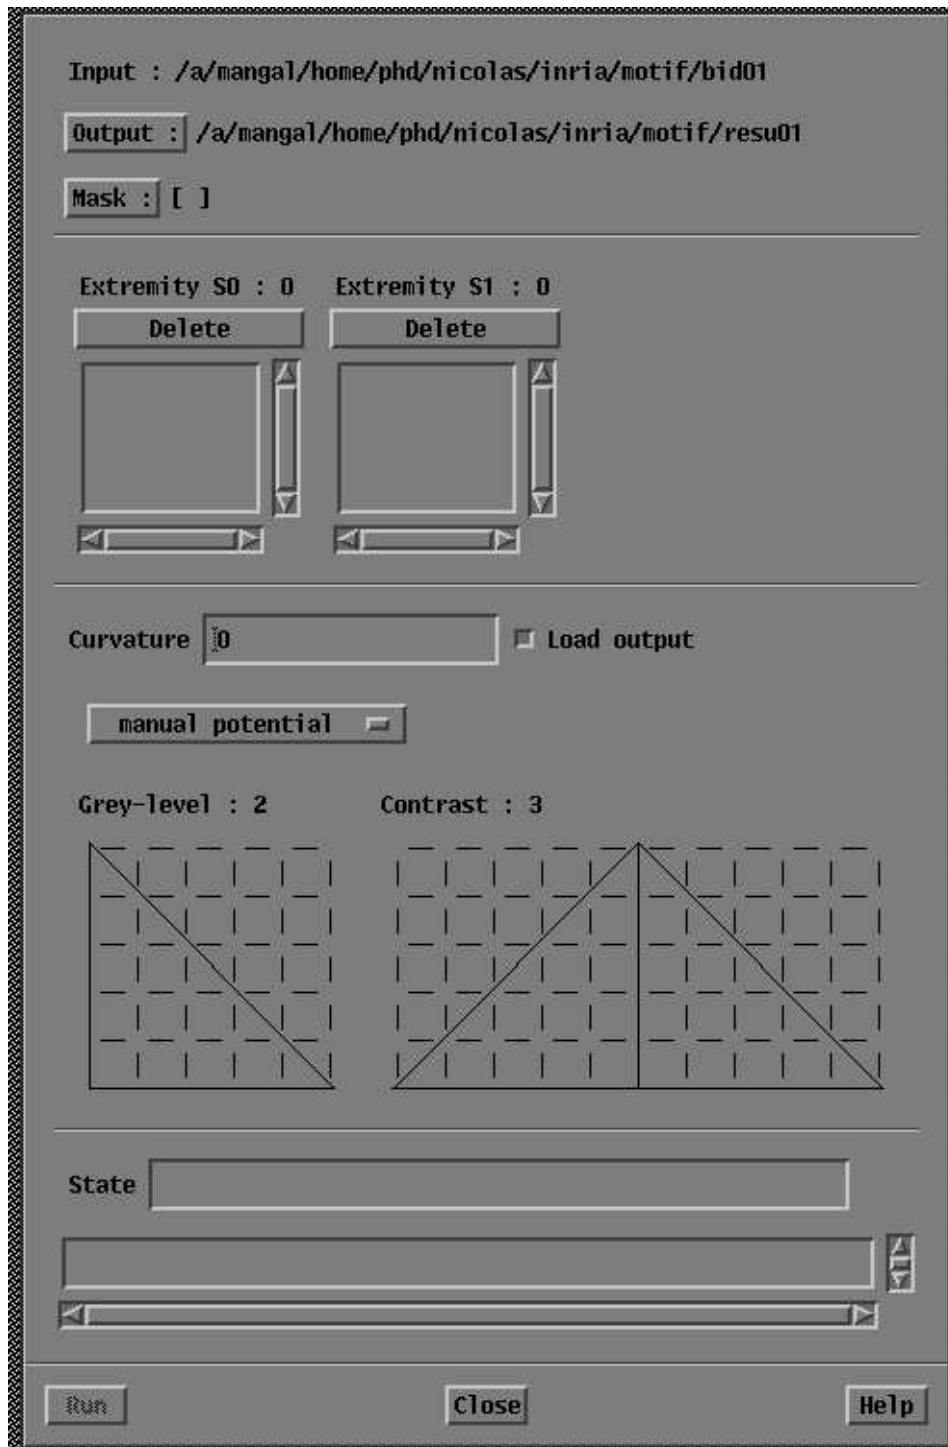 Input : /a/mangal/home/phd/nicolas/inria/motif/bid01
Output : /a/mangal/home/phd/nicolas/inria/motif/resu01
Mask : [ ]
Extremity S0 : 0 Extremity S1 : 0
Delete Delete
Curvature 0 Load output
manual potential
Grey-level : 2 Contrast : 3
State
Run Close Help